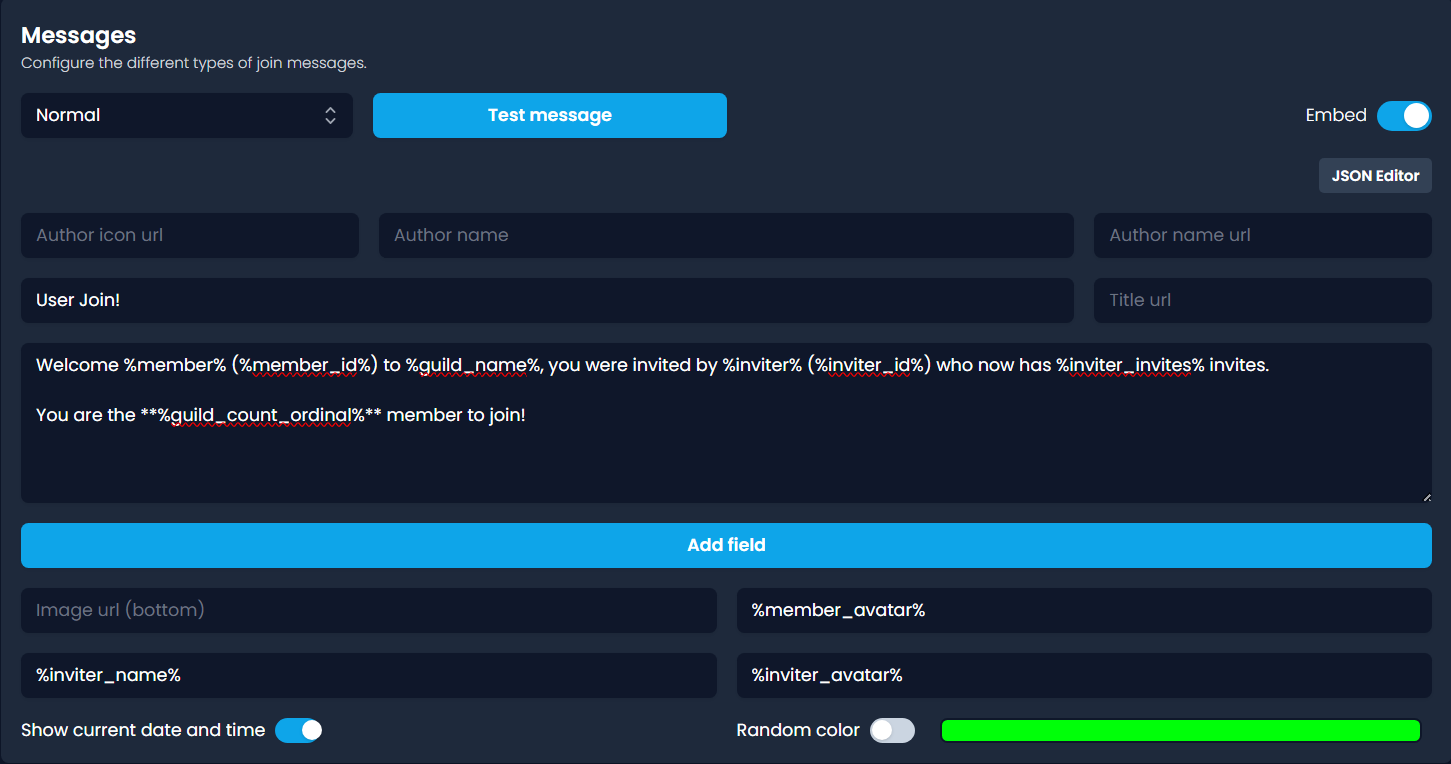 Messages
Configure the different types of join messages.
Normal
Test message
Embed
JSON Editor
Author icon url
Author name
Author name url
User Join!
Title url
Welcome %member% (%member_id%) to %guild_name%, you were invited by %inviter% (%inviter_id%) who now has %inviter_invites% invites.
You are the **%guild_count_ordinal%** member to join!
Add field
Image url (bottom)
%member_avatar%
%inviter_name%
%inviter_avatar%
Show current date and time
Random color